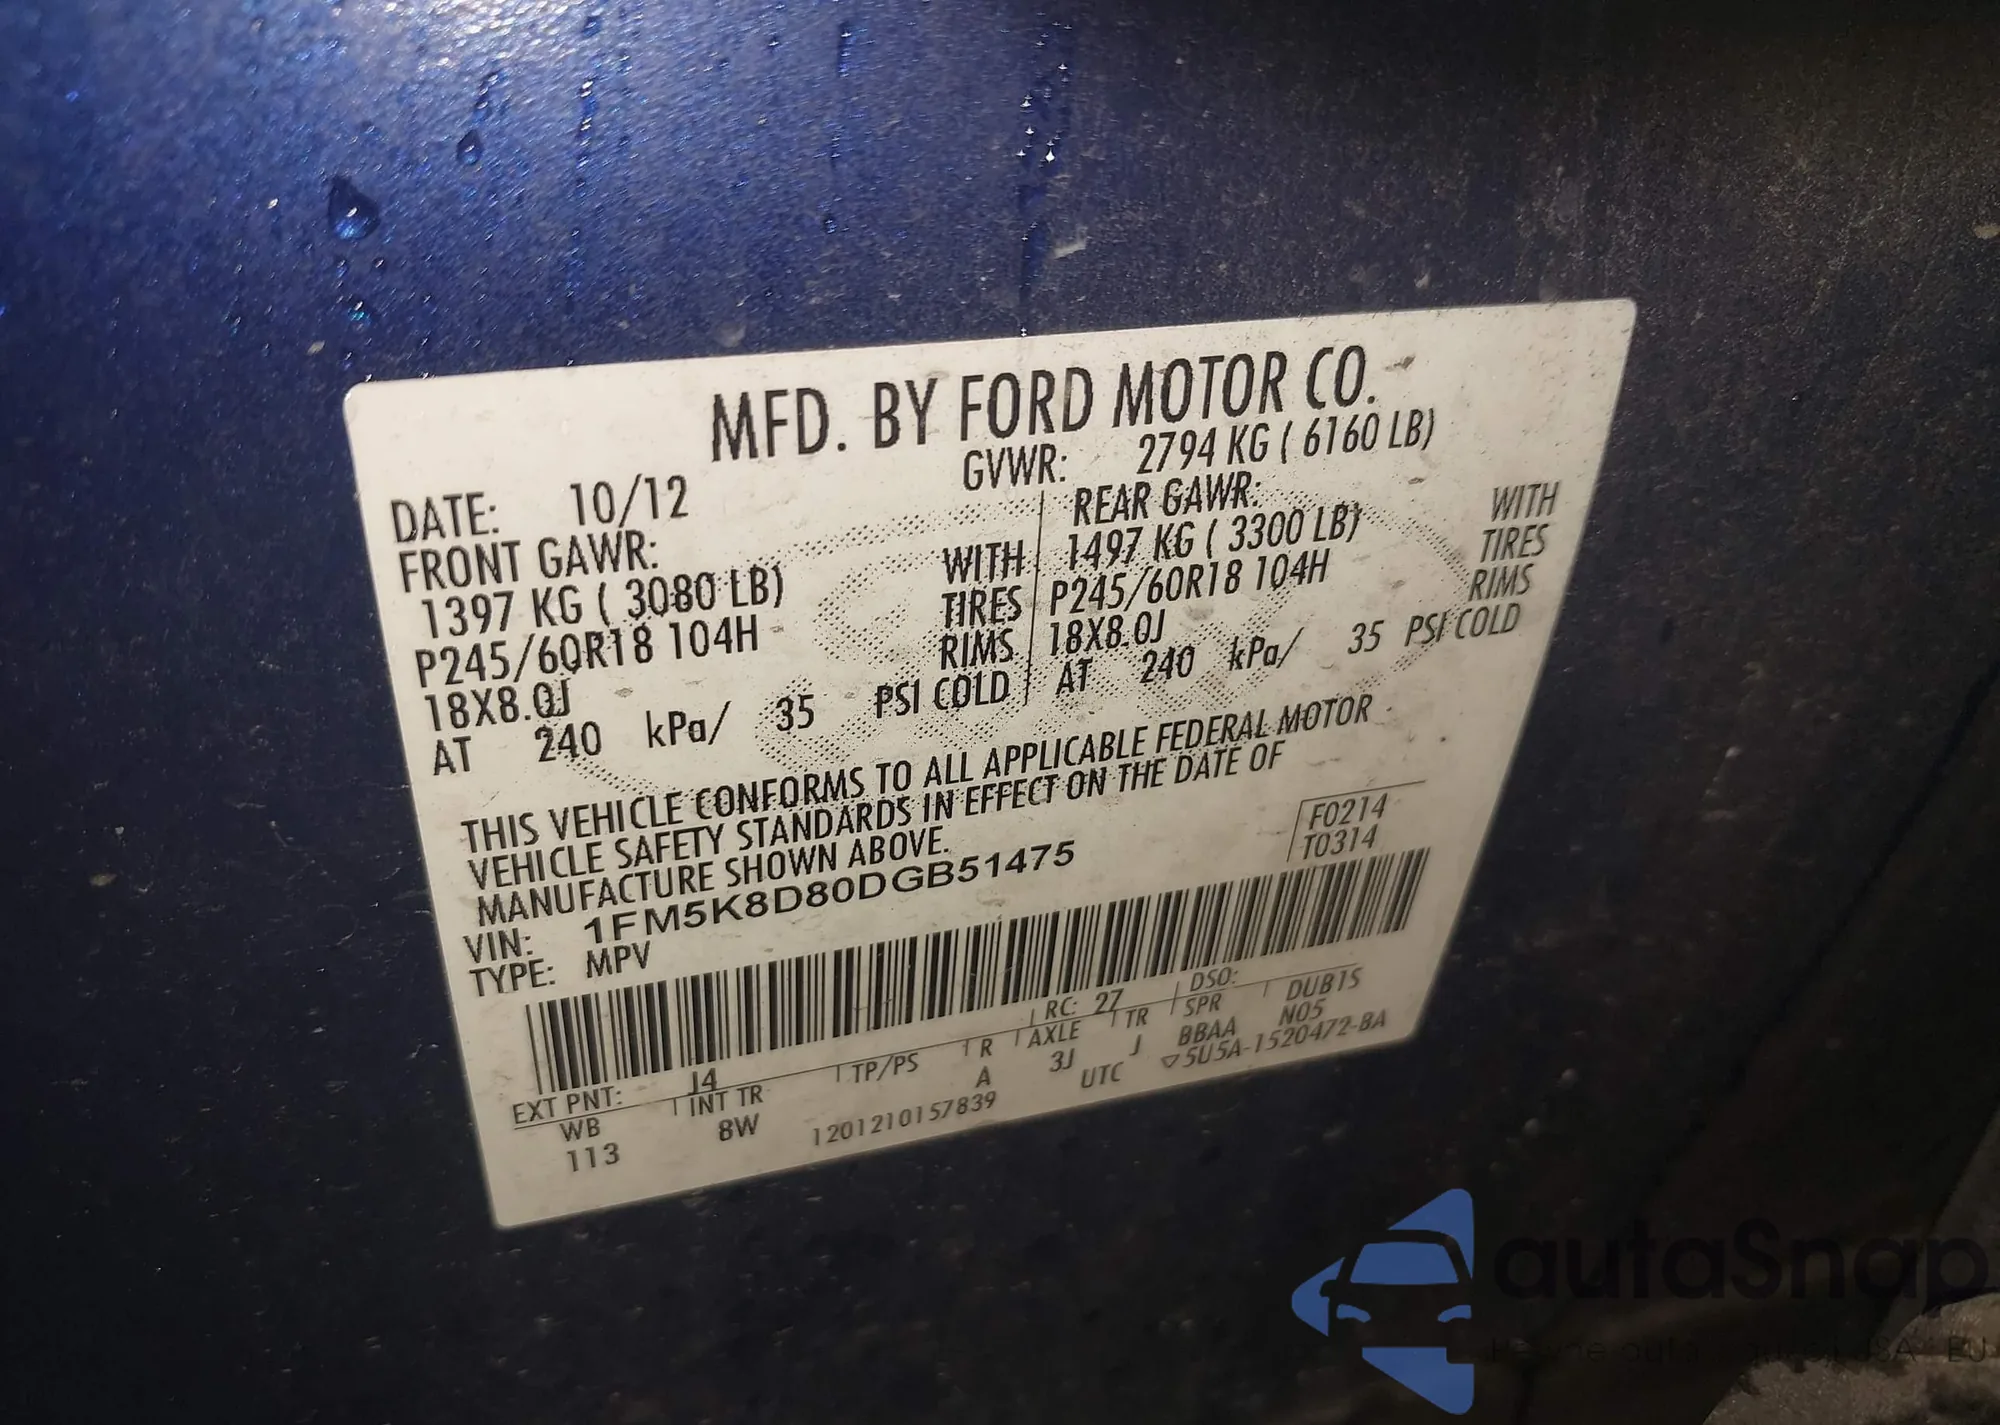 MFD. BY FORD MOTOR CO.
DATE: 10/12 GVWR: 2794 KG ( 6160 LB)
FRONT GAWR: REAR GAWR:
1397 KG ( 3080 LB) WITH 1497 KG ( 3300 LB) WITH
P245/60R18 104H TIRES P245/60R18 104H TIRES
18X8.0J RIMS 18X8.0J RIMS
AT 240 kPa/ 35 PSI COLD AT 240 kPa/ 35 PSI COLD
THIS VEHICLE CONFORMS TO ALL APPLICABLE FEDERAL MOTOR
VEHICLE SAFETY STANDARDS IN EFFECT ON THE DATE OF
MANUFACTURE SHOWN ABOVE.
F0214
T0314
VIN: 1FM5K8D80DGB51475
TYPE: MPV
EXT PNT: J4 RC: 27 DSO:
WB INT TR TP/PS R AXLE TR SPR DUB1S
113 8W A 3J J BBAA N05
1201210157839 UTC ▽5U5A-1520472-BA
autaSnap